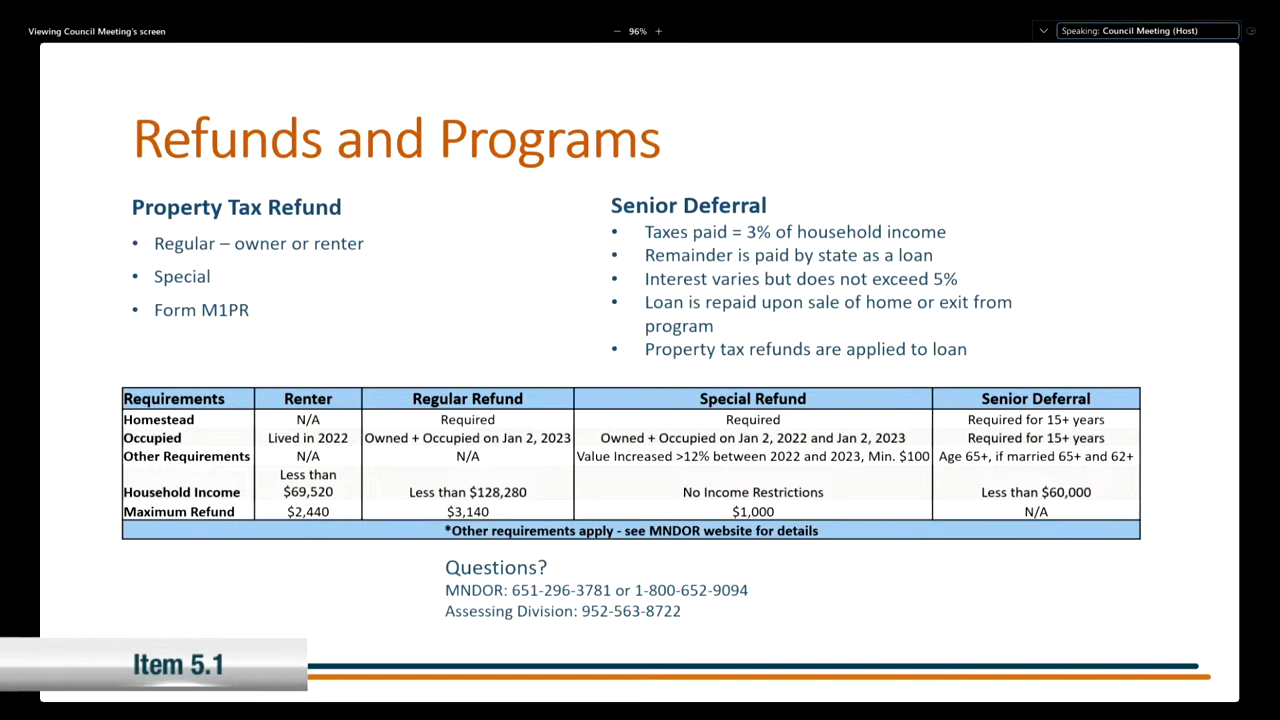 Viewing Council Meeting's screen
− 96% +
Speaking: Council Meeting (Host)
Refunds and Programs
Property Tax Refund
• Regular – owner or renter
• Special
• Form M1PR
Senior Deferral
• Taxes paid = 3% of household income
• Remainder is paid by state as a loan
• Interest varies but does not exceed 5%
• Loan is repaid upon sale of home or exit from
program
• Property tax refunds are applied to loan
Requirements Renter Regular Refund Special Refund Senior Deferral
Homestead N/A Required Required Required for 15+ years
Occupied Lived in 2022 Owned + Occupied on Jan 2, 2023 Owned + Occupied on Jan 2, 2022 and Jan 2, 2023 Required for 15+ years
Other Requirements N/A N/A Value Increased >12% between 2022 and 2023, Min. $100 Age 65+, if married 65+ and 62+
Less than
Household Income $69,520 Less than $128,280 No Income Restrictions Less than $60,000
Maximum Refund $2,440 $3,140 $1,000 N/A
*Other requirements apply - see MNDOR website for details
Questions?
MNDOR: 651-296-3781 or 1-800-652-9094
Assessing Division: 952-563-8722
Item 5.1